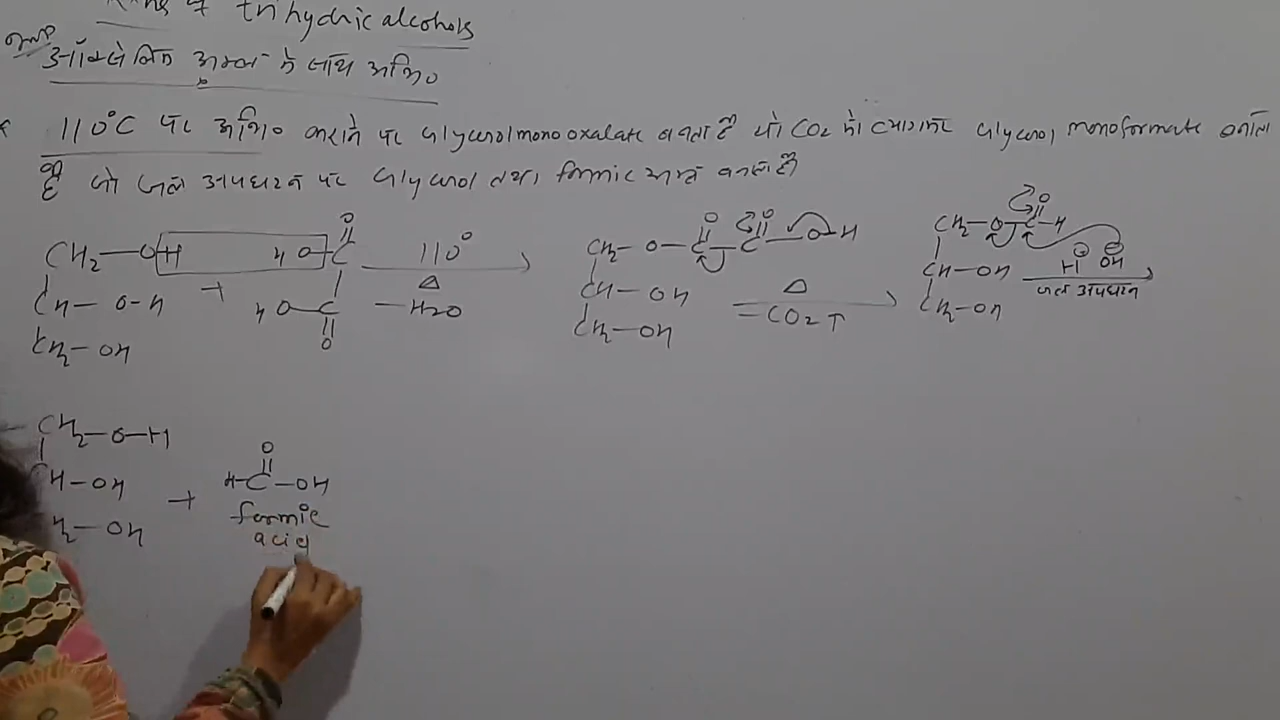 of trihydric alcohols
ऑक्सेलिक अम्ल के साथ अभि०
110°C पर अभि० कराने पर glycerol mono oxalate बनता है जो CO2 को त्यागकर glycerol monoformate बनाता
है जो जल अपघटन पर glycerol तथा formic अम्ल बनाता है
CH2—OH HO—C=O 110° CH2—O—C(=O)—C(=O)—O—H CH2—O—C(=O)—H
CH—O-H + HO—C=O Δ —H2O CH—OH Δ —CO2↑ CH—OH H⊕ OH⊖ जल अपघटन
CH2—OH CH2—OH CH2—OH
CH2—O—H
CH—OH + H—C(=O)—OH
H2—OH formic
acid